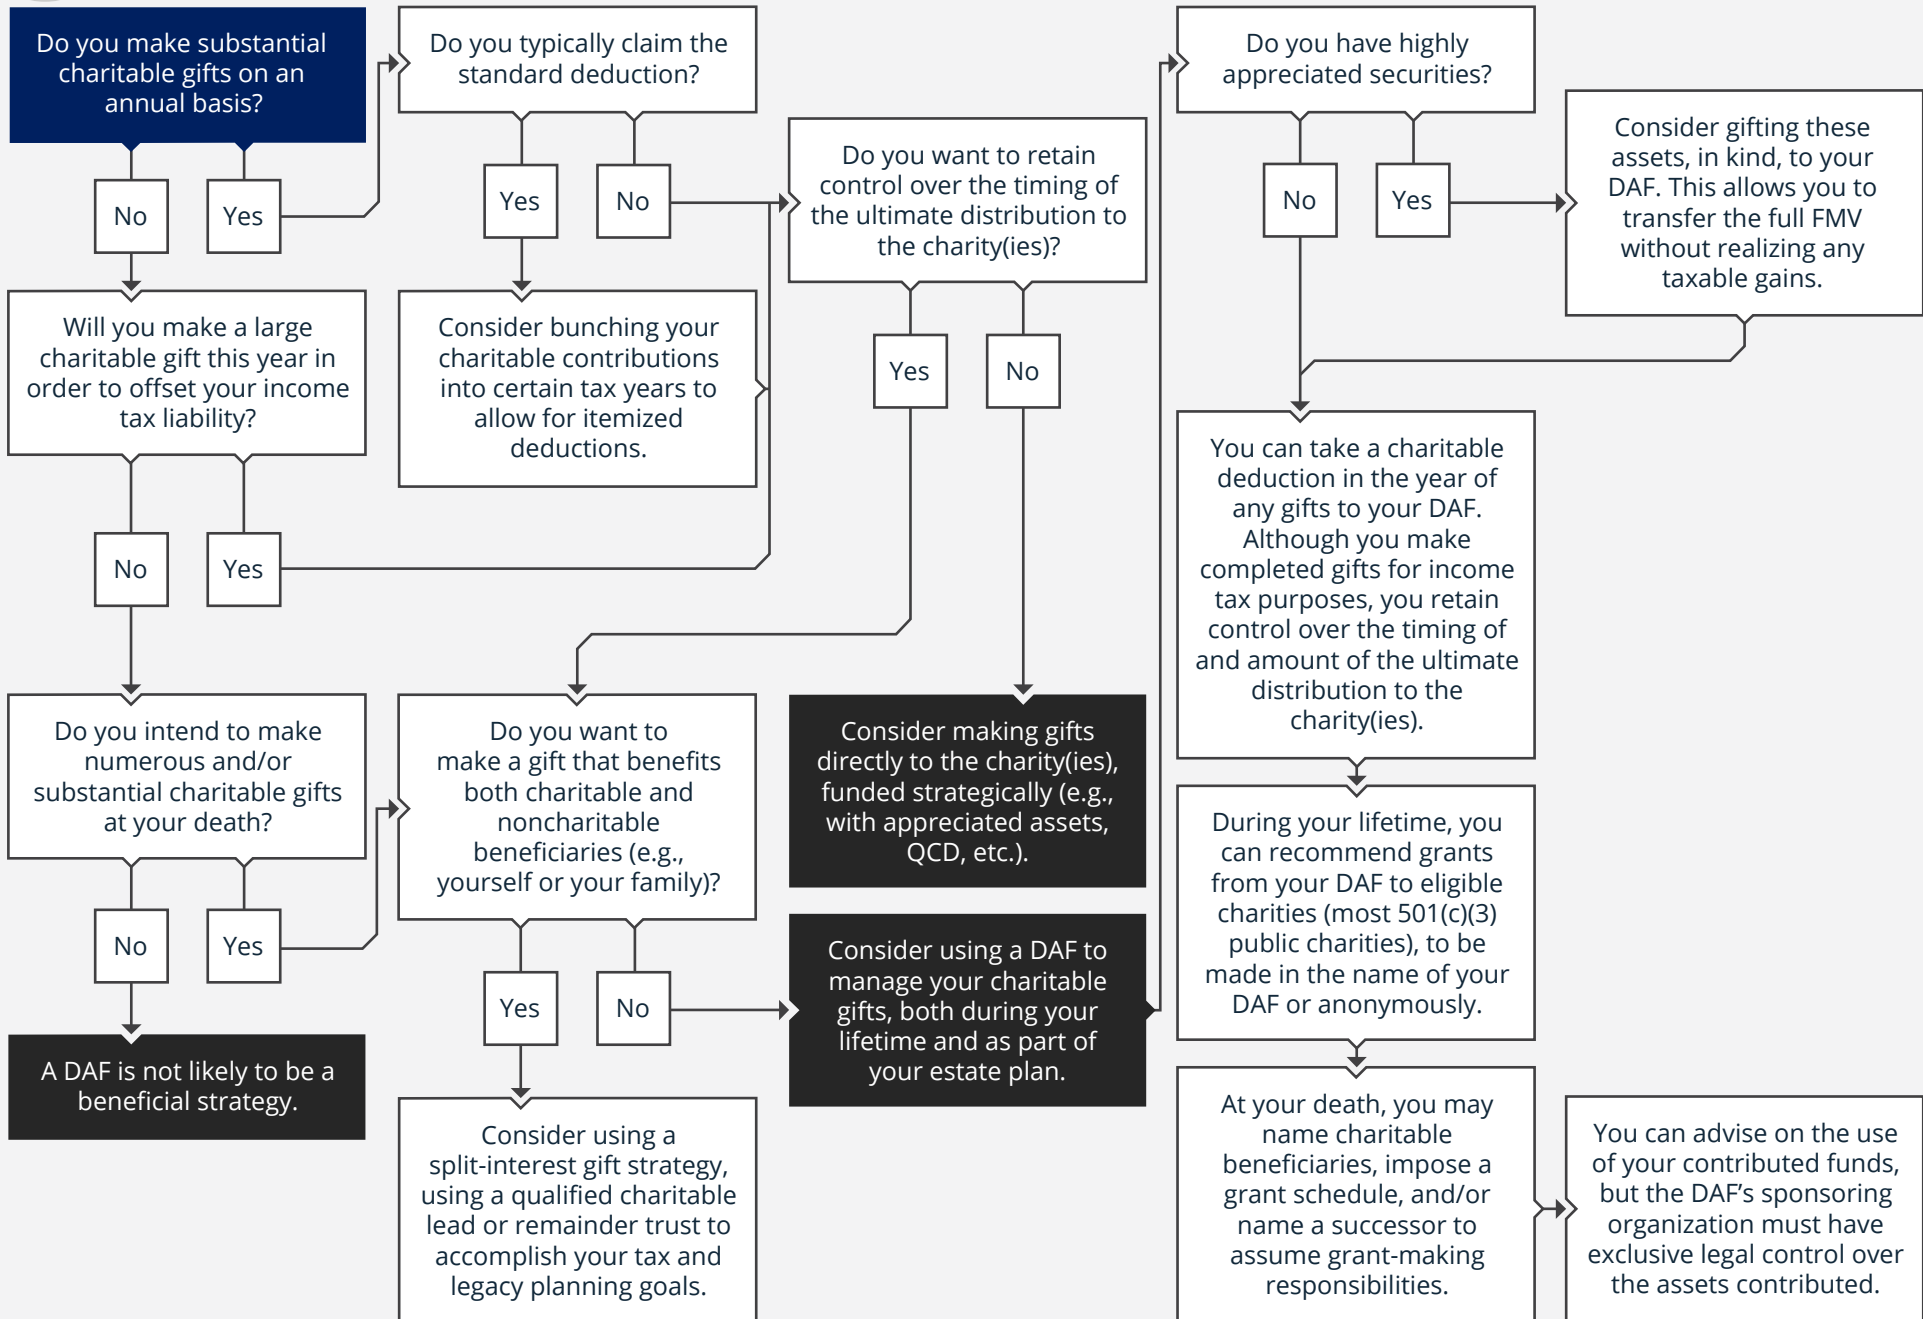 Do you make substantial
charitable gifts on an
annual basis?
No
Yes
Will you make a large
charitable gift this year in
order to offset your income
tax liability?
No
Yes
Do you intend to make
numerous and/or
substantial charitable gifts
at your death?
No
Yes
A DAF is not likely to be a
beneficial strategy.
Do you typically claim the
standard deduction?
Yes
No
Consider bunching your
charitable contributions
into certain tax years to
allow for itemized
deductions.
Do you want to retain
control over the timing of
the ultimate distribution to
the charity(ies)?
Yes
No
Do you want to
make a gift that benefits
both charitable and
noncharitable
beneficiaries (e.g.,
yourself or your family)?
Yes
No
Consider using a
split-interest gift strategy,
using a qualified charitable
lead or remainder trust to
accomplish your tax and
legacy planning goals.
Consider making gifts
directly to the charity(ies),
funded strategically (e.g.,
with appreciated assets,
QCD, etc.).
Consider using a DAF to
manage your charitable
gifts, both during your
lifetime and as part of
your estate plan.
Do you have highly
appreciated securities?
No
Yes
Consider gifting these
assets, in kind, to your
DAF. This allows you to
transfer the full FMV
without realizing any
taxable gains.
You can take a charitable
deduction in the year of
any gifts to your DAF.
Although you make
completed gifts for income
tax purposes, you retain
control over the timing of
and amount of the ultimate
distribution to the
charity(ies).
During your lifetime, you
can recommend grants
from your DAF to eligible
charities (most 501(c)(3)
public charities), to be
made in the name of your
DAF or anonymously.
At your death, you may
name charitable
beneficiaries, impose a
grant schedule, and/or
name a successor to
assume grant-making
responsibilities.
You can advise on the use
of your contributed funds,
but the DAF’s sponsoring
organization must have
exclusive legal control over
the assets contributed.